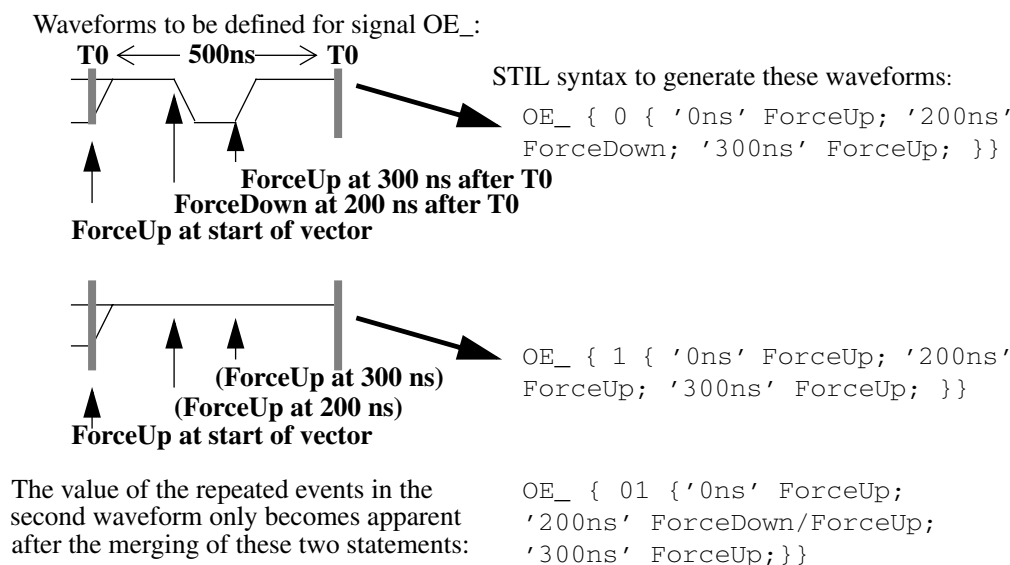 Waveforms to be defined for signal OE_:
T0 500ns T0
STIL syntax to generate these waveforms:
OE_ { 0 { ’0ns’ ForceUp; ’200ns’
ForceDown; ’300ns’ ForceUp; }}
ForceUp at 300 ns after T0
ForceDown at 200 ns after T0
ForceUp at start of vector
OE_ { 1 { ’0ns’ ForceUp; ’200ns’
ForceUp; ’300ns’ ForceUp; }}
(ForceUp at 300 ns)
(ForceUp at 200 ns)
ForceUp at start of vector
The value of the repeated events in the
second waveform only becomes apparent
after the merging of these two statements:
OE_ { 01 {’0ns’ ForceUp;
’200ns’ ForceDown/ForceUp;
’300ns’ ForceUp;}}